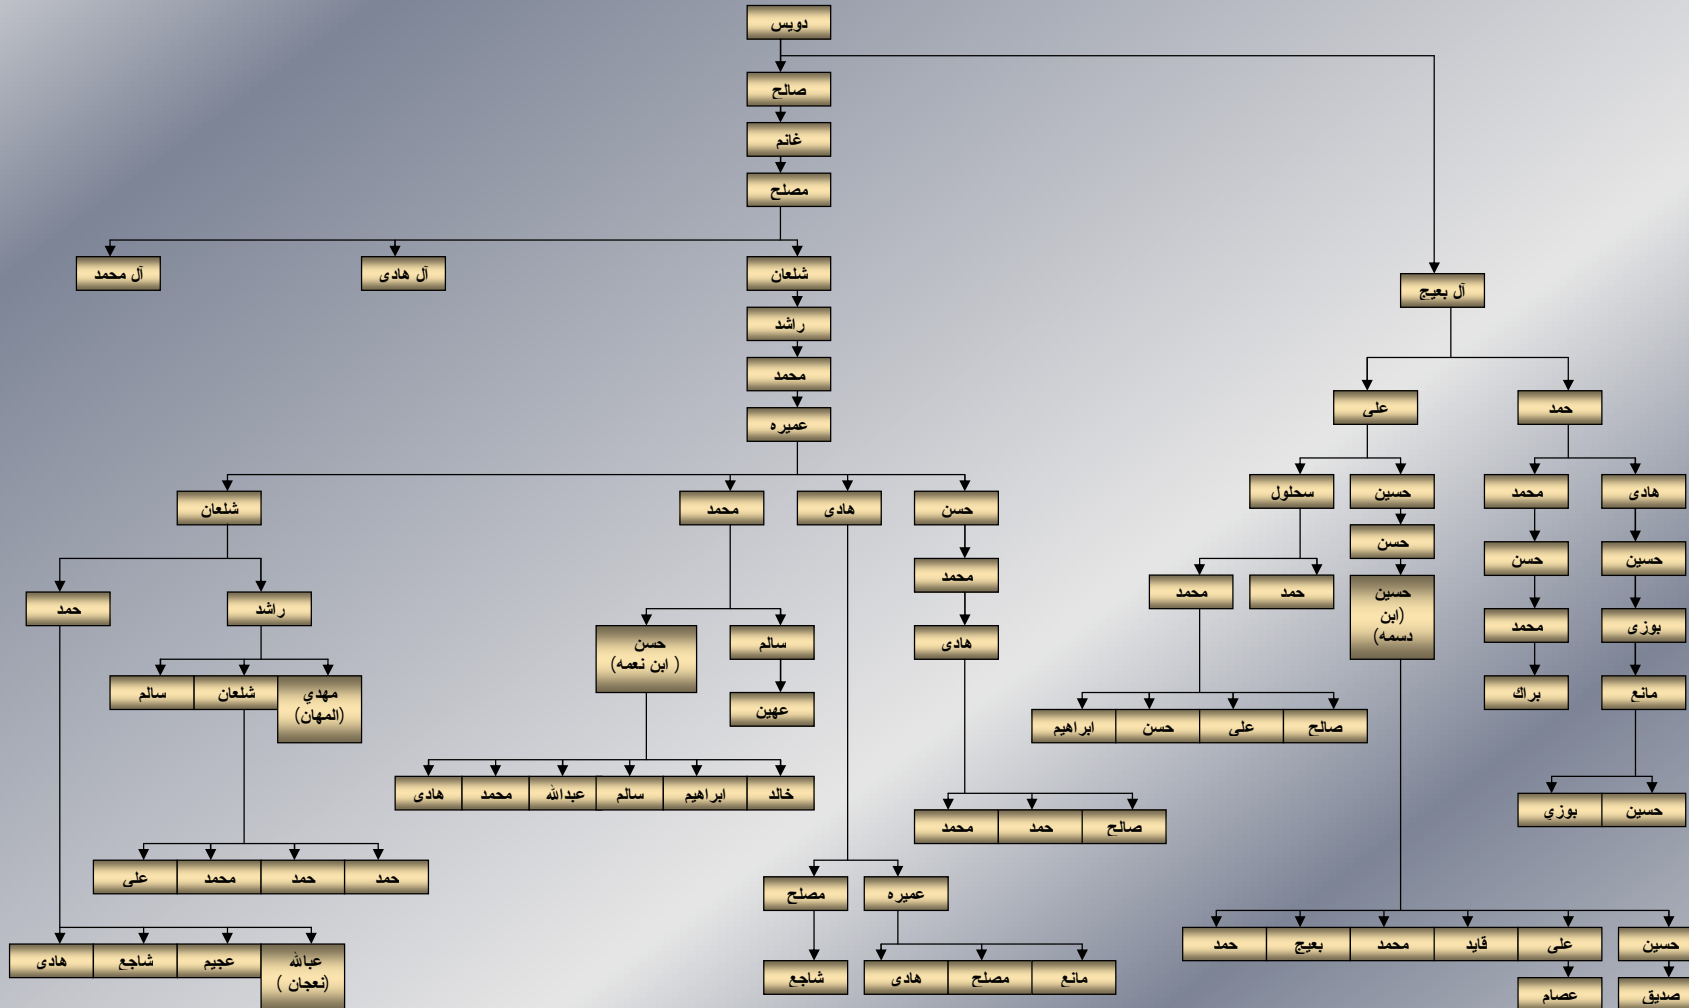 دويس
صالح
غانم
مصلح
شلعان
آل هادى
آل محمد
آل بعيج
راشد
محمد
عميره
حمد
على
هادى
محمد
حسين
سحلول
حسن
هادى
محمد
شلعان
حسين
حسن
حسن
محمد
بوزى
محمد
حسين
(ابن
دسمه)
حمد
محمد
هادى
سالم
حسن
( ابن نعمه)
راشد
حمد
مانع
براك
صالح
على
حسن
ابراهيم
عهين
مهدي
(المهان)
شلعان
سالم
حسين
بوزي
صالح
حمد
محمد
خالد
ابراهيم
سالم
عبدالله
محمد
هادى
حمد
حمد
محمد
على
عميره
مصلح
حسين
على
قايد
محمد
بعيج
حمد
مانع
مصلح
هادى
شاجع
عبالله
(نعجان )
عجيم
شاجع
هادى
صديق
عصام